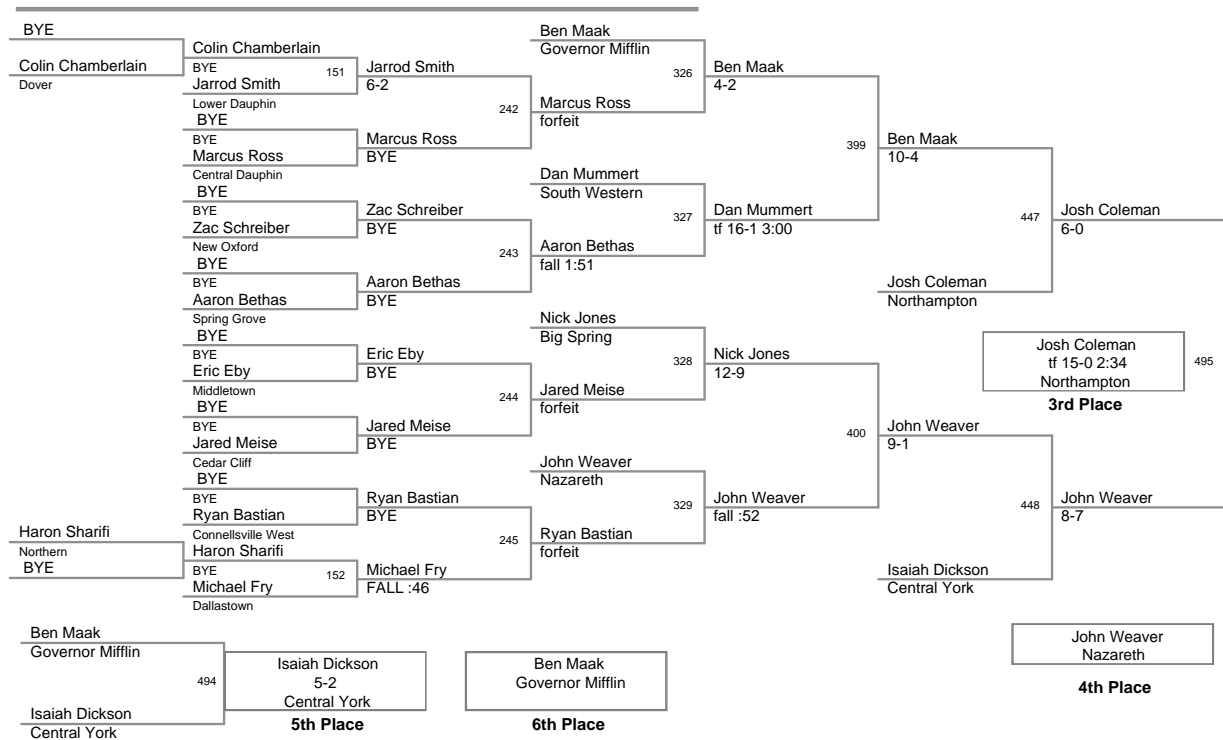 BYE
Colin Chamberlain
Dover
Haron Sharifi
Northern
BYE
Colin Chamberlain
BYE
151
Jarrod Smith
Lower Dauphin
BYE
BYE
Marcus Ross
Central Dauphin
BYE
BYE
Zac Schreiber
New Oxford
BYE
BYE
Aaron Bethas
Spring Grove
BYE
BYE
Eric Eby
Middletown
BYE
BYE
Jared Meise
Cedar Cliff
BYE
BYE
Ryan Bastian
Connellsville West
Haron Sharifi
BYE
152
Michael Fry
Dallastown
Jarrod Smith
6-2
242
Marcus Ross
BYE
Zac Schreiber
BYE
243
Aaron Bethas
BYE
Eric Eby
BYE
244
Jared Meise
BYE
Ryan Bastian
BYE
245
Michael Fry
FALL :46
Ben Maak
Governor Mifflin
326
Marcus Ross
forfeit
Dan Mummert
South Western
327
Aaron Bethas
fall 1:51
Nick Jones
Big Spring
328
Jared Meise
forfeit
John Weaver
Nazareth
329
Ryan Bastian
forfeit
Ben Maak
4-2
399
Dan Mummert
tf 16-1 3:00
Nick Jones
12-9
400
John Weaver
fall :52
Ben Maak
10-4
447
Josh Coleman
Northampton
John Weaver
9-1
448
Isaiah Dickson
Central York
Josh Coleman
6-0
Josh Coleman
tf 15-0 2:34
Northampton
495
3rd Place
John Weaver
8-7
John Weaver
Nazareth
4th Place
Ben Maak
Governor Mifflin
494
Isaiah Dickson
Central York
Isaiah Dickson
5-2
Central York
5th Place
Ben Maak
Governor Mifflin
6th Place